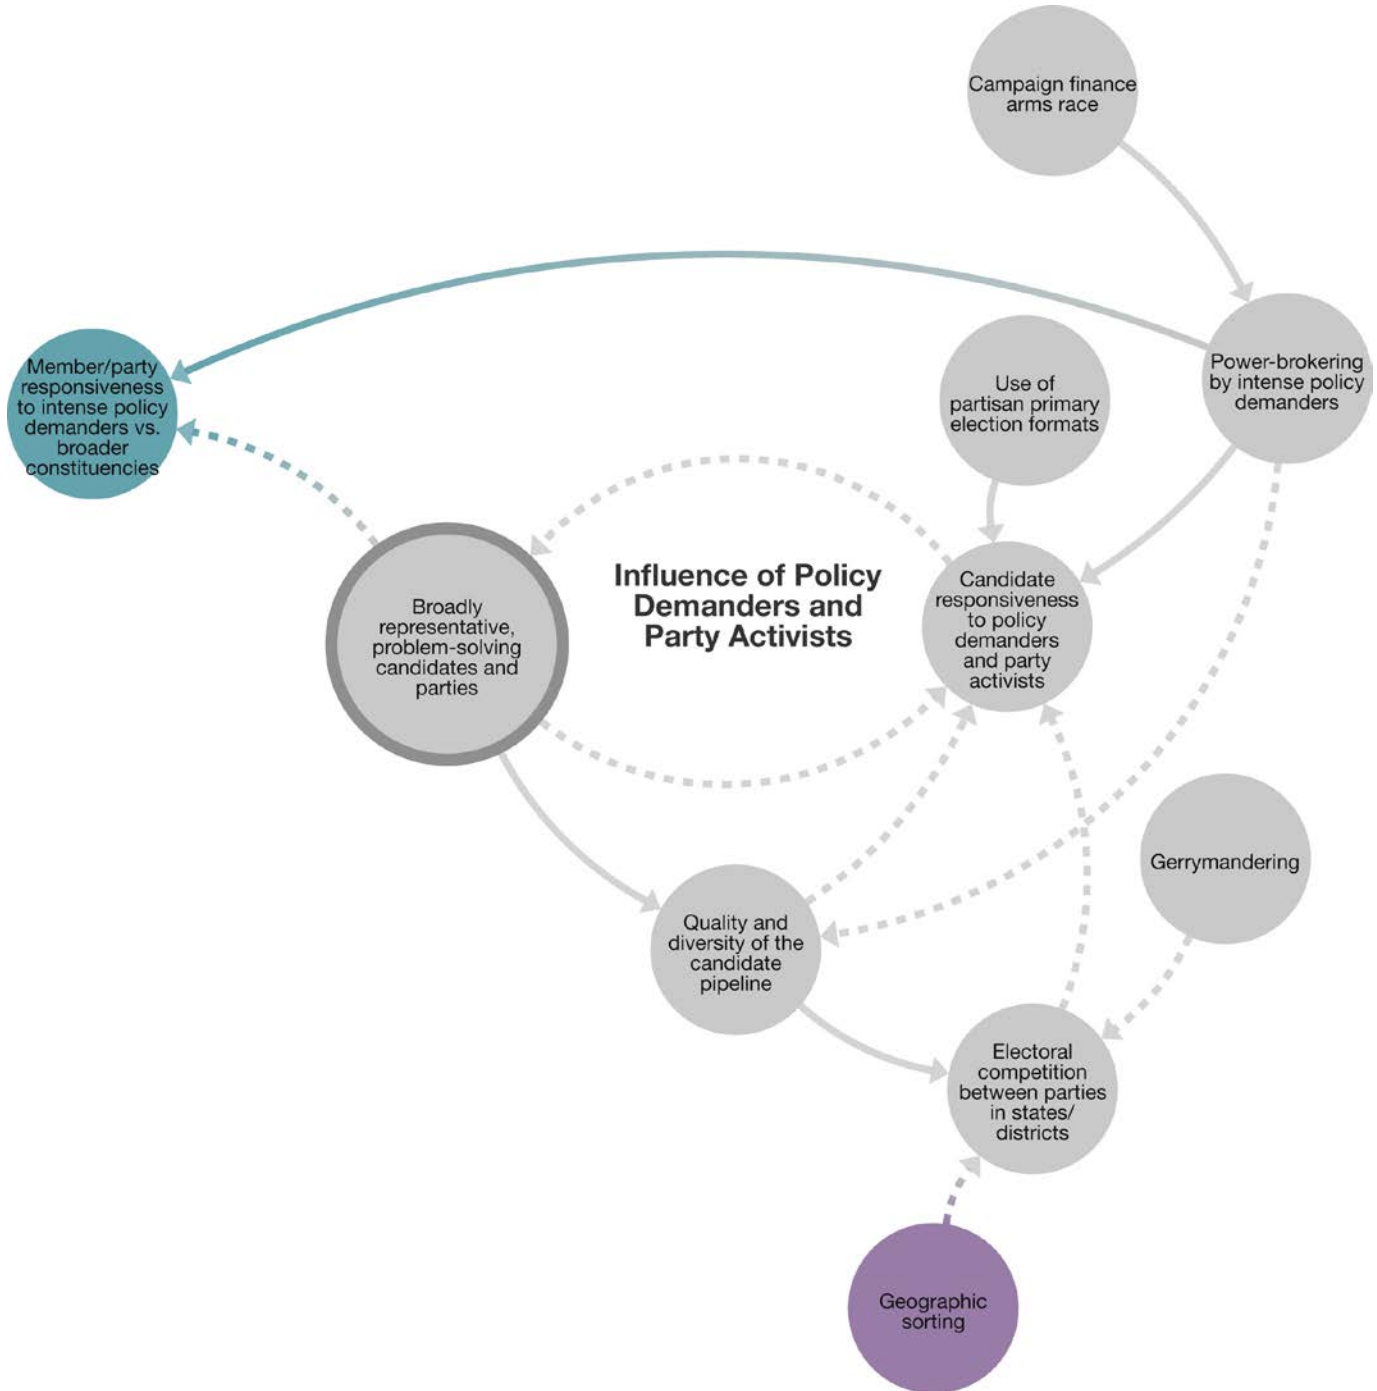 Campaign finance
arms race
Member/party
responsiveness
to intense policy
demanders vs.
broader
constituencies
Use of
partisan primary
election formats
Power-brokering
by intense policy
demanders
Influence of Policy
Demanders and
Party Activists
Broadly
representative,
problem-solving
candidates and
parties
Candidate
responsiveness
to policy
demanders
and party
activists
Gerrymandering
Quality and
diversity of the
candidate
pipeline
Electoral
competition
between parties
in states/
districts
Geographic
sorting